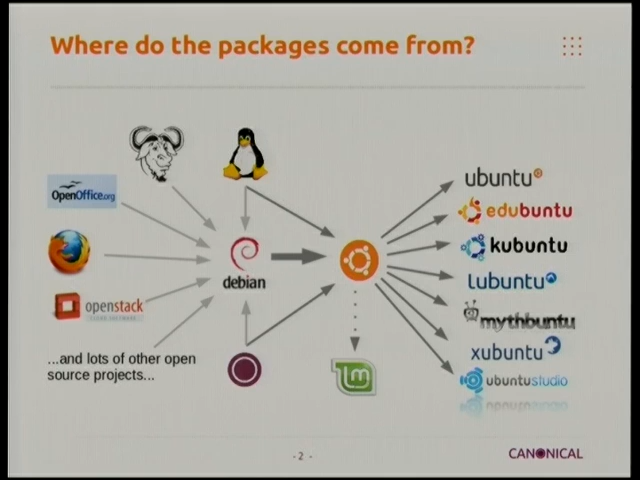 Where do the packages come from?
OpenOffice.org
debian
openstack
...and lots of other open
source projects...
ubuntu
edubuntu
kubuntu
Lubuntu
mythbuntu
xubuntu
ubuntustudio
- 2 -
CANONICAL